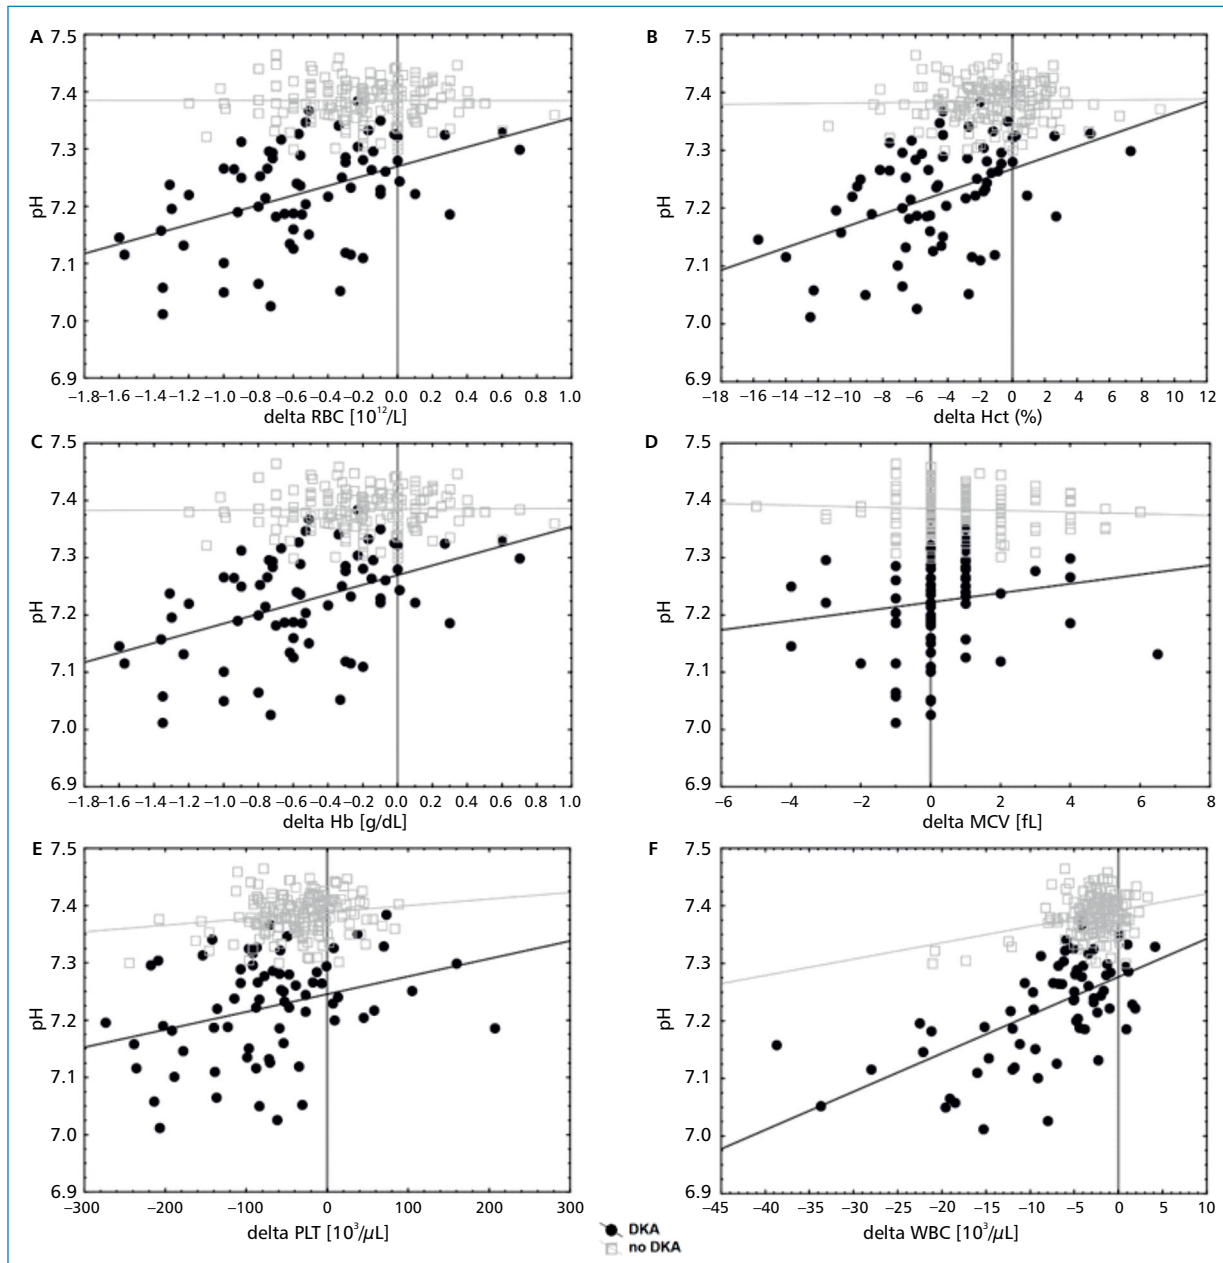 A
7.5
7.4
7.3
7.2
7.1
7.0
6.9
pH
−1.8 −1.6 −1.4 −1.2 −1.0 −0.8 −0.6 −0.4 −0.2 0.0 0.2 0.4 0.6 0.8 1.0
delta RBC [10¹²/L]
B
7.5
7.4
7.3
7.2
7.1
7.0
6.9
pH
−18 −16 −14 −12 −10 −8 −6 −4 −2 0 2 4 6 8 10 12
delta Hct (%)
C
7.5
7.4
7.3
7.2
7.1
7.0
6.9
pH
−1.8 −1.6 −1.4 −1.2 −1.0 −0.8 −0.6 −0.4 −0.2 0.0 0.2 0.4 0.6 0.8 1.0
delta Hb [g/dL]
D
7.5
7.4
7.3
7.2
7.1
7.0
6.9
pH
−6 −4 −2 0 2 4 6 8
delta MCV [fL]
E
7.5
7.4
7.3
7.2
7.1
7.0
6.9
pH
−300 −200 −100 0 100 200 300
delta PLT [10³/μL]
F
7.5
7.4
7.3
7.2
7.1
7.0
6.9
pH
−45 −40 −35 −30 −25 −20 −15 −10 −5 0 5 10
delta WBC [10³/μL]
DKA
no DKA